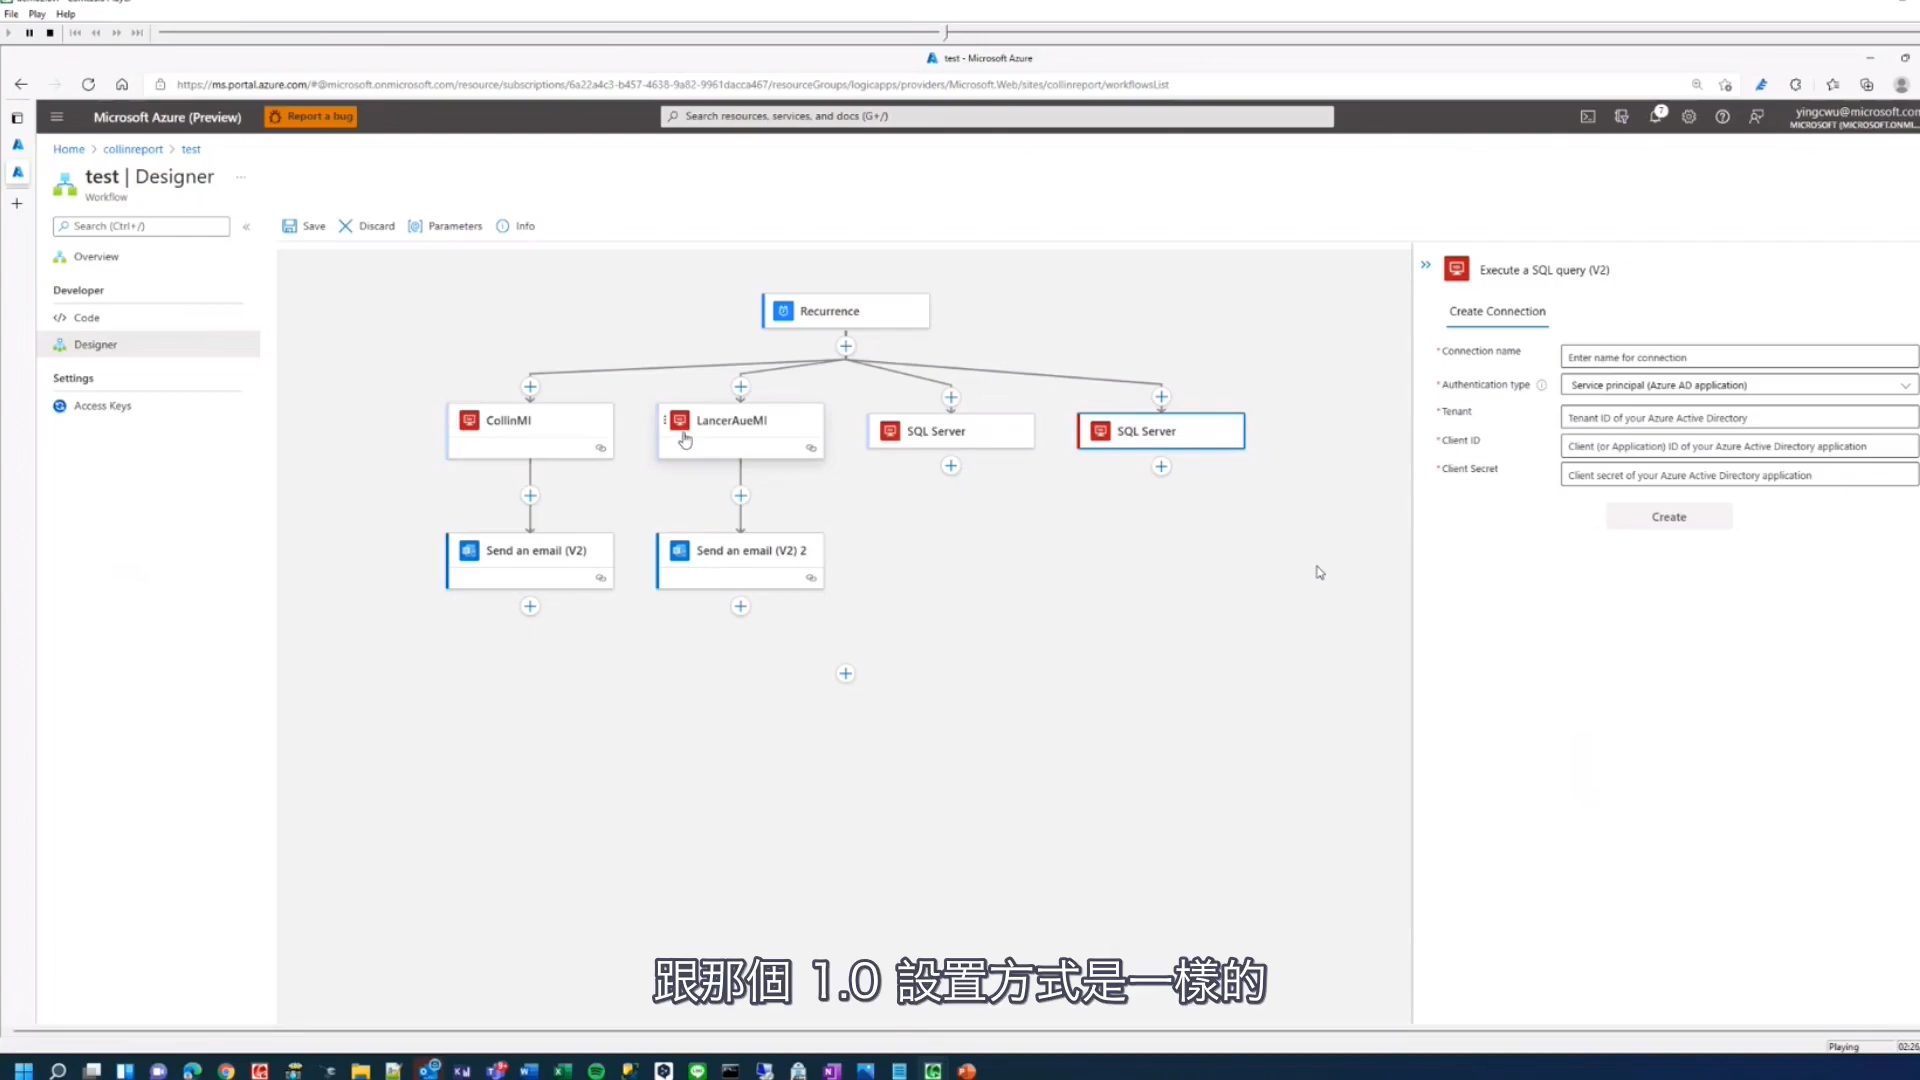 File Play Help
test - Microsoft Azure
https://ms.portal.azure.com/#@microsoft.onmicrosoft.com/resource/subscriptions/6a22a4c3-b457-4638-9a82-9961dacca467/resourceGroups/logicapps/providers/Microsoft.Web/sites/collinreport/workflowsList
Microsoft Azure (Preview)
Report a bug
Search resources, services, and docs (G+/)
7
yingcwu@microsoft.com
MICROSOFT (MICROSOFT.ONMI...
Home > collinreport > test
test | Designer
...
Workflow
Search (Ctrl+/)
«
Save
Discard
Parameters
Info
Overview
Developer
</> Code
Designer
Settings
Access Keys
Recurrence
CollinMI
LancerAueMI
SQL Server
SQL Server
Send an email (V2)
Send an email (V2) 2
Execute a SQL query (V2)
Create Connection
* Connection name
Enter name for connection
* Authentication type
Service principal (Azure AD application)
* Tenant
Tenant ID of your Azure Active Directory
* Client ID
Client (or Application) ID of your Azure Active Directory application
* Client Secret
Client secret of your Azure Active Directory application
Create
跟那個 1.0 設置方式是一樣的
Playing
02:26